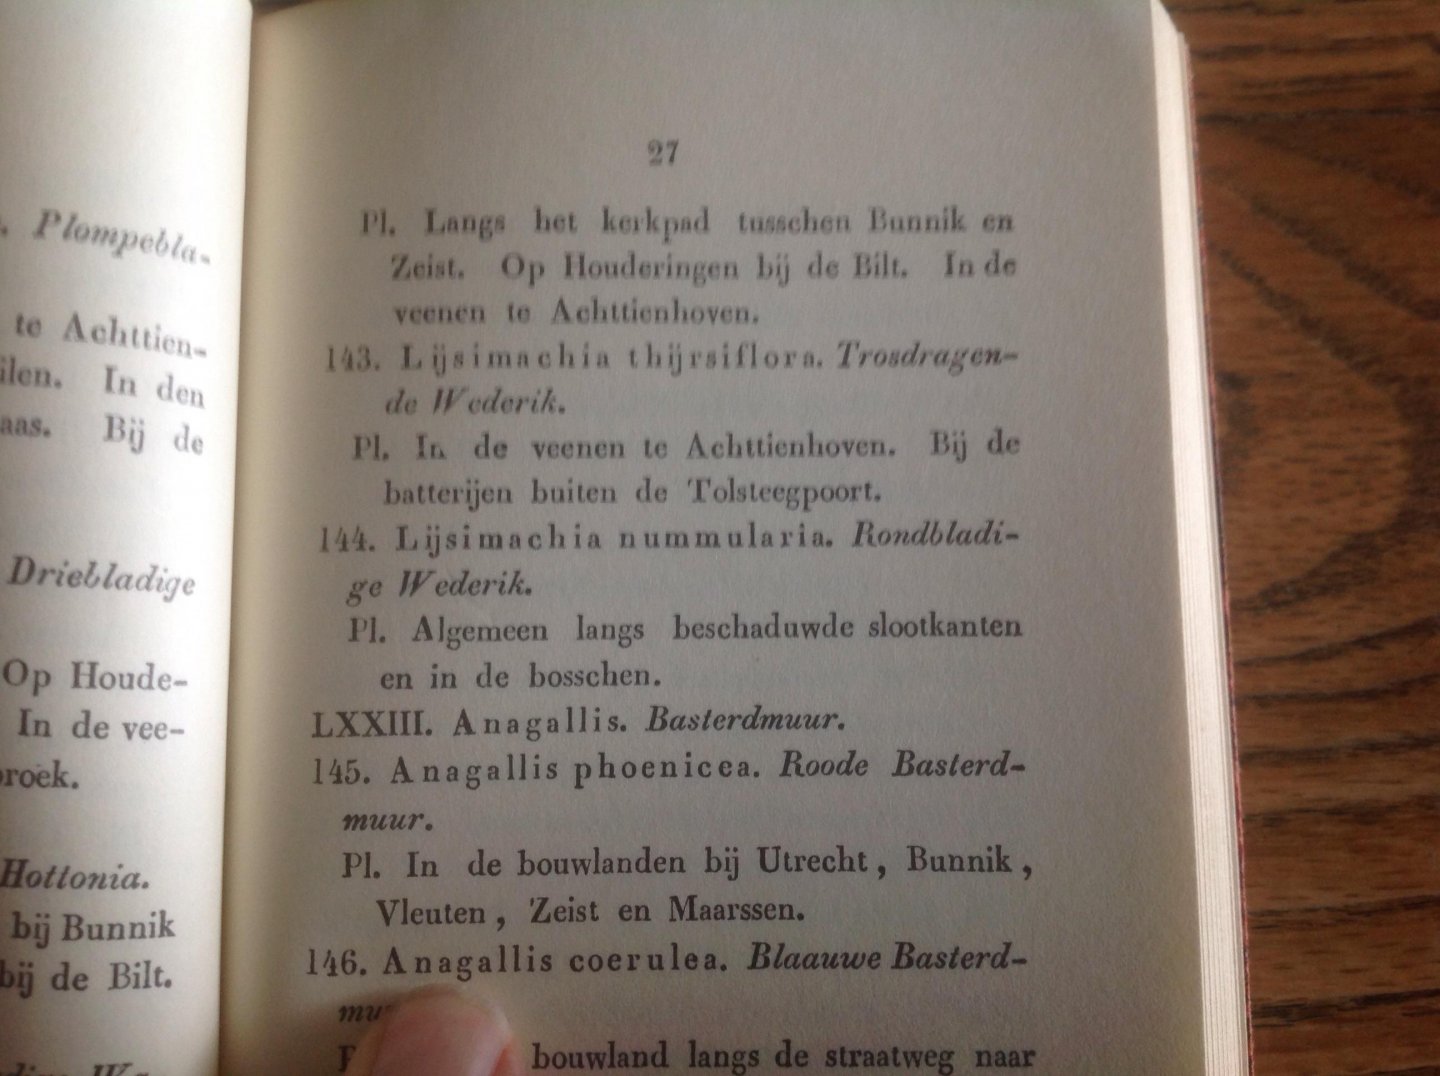 . Plompebla-
te Achttien-
ilen. In den
aas. Bij de
Driebladige
Op Houde-
In de vee-
broek.
Hottonia.
bij Bunnik
bij de Bilt.
27
Pl. Langs het kerkpad tusschen Bunnik en
Zeist. Op Houderingen bij de Bilt. In de
veenen te Achttienhoven.
143. Lijsimachia thijrsiflora. Trosdragen-
de Wederik.
Pl. In de veenen te Achttienhoven. Bij de
batterijen buiten de Tolsteegpoort.
144. Lijsimachia nummularia. Rondbladi-
ge Wederik.
Pl. Algemeen langs beschaduwde slootkanten
en in de bosschen.
LXXIII. Anagallis. Basterdmuur.
145. Anagallis phoenicea. Roode Basterd-
muur.
Pl. In de bouwlanden bij Utrecht, Bunnik,
Vleuten, Zeist en Maarssen.
146. Anagallis coerulea. Blaauwe Basterd-
mu
bouwland langs de straatweg naar